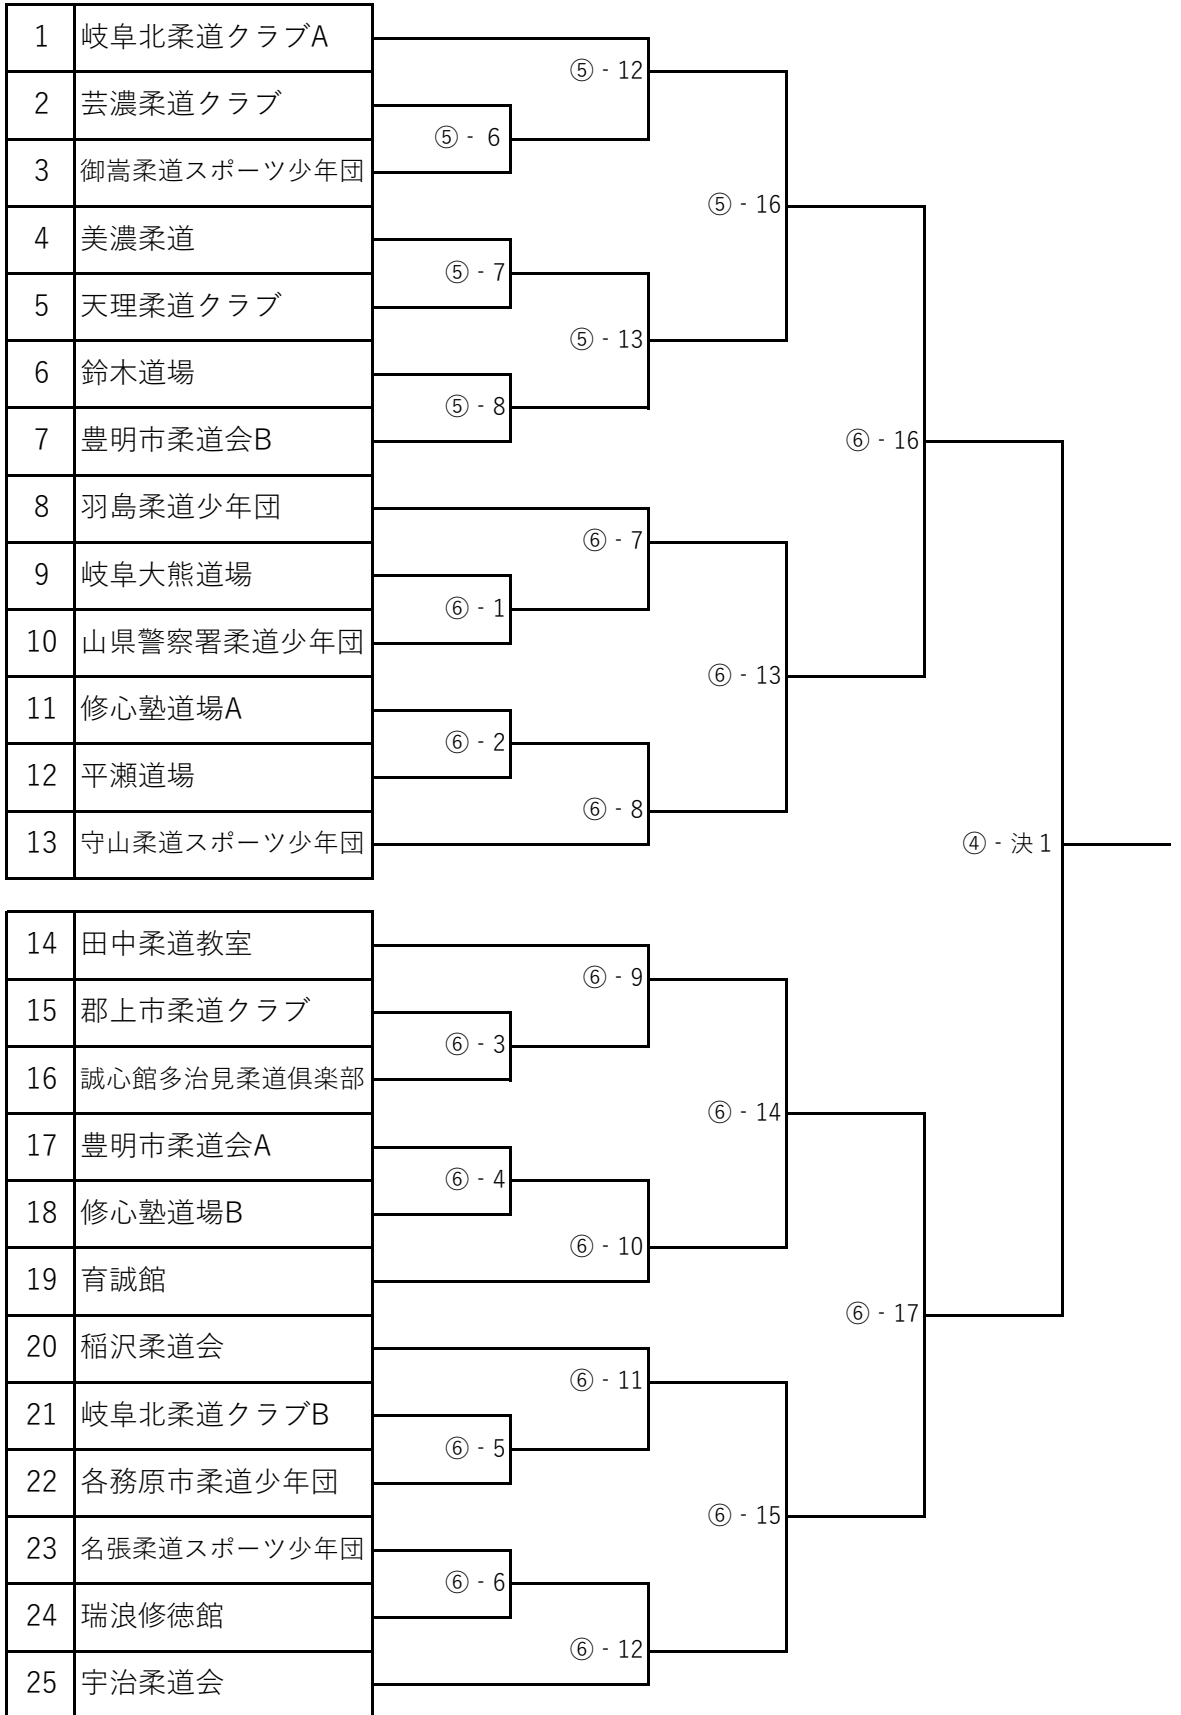 1 岐阜北柔道クラブA
⑤ - 12
2 芸濃柔道クラブ
⑤ - 6
3 御嵩柔道スポーツ少年団
⑤ - 16
4 美濃柔道
⑤ - 7
5 天理柔道クラブ
⑤ - 13
6 鈴木道場
⑤ - 8
7 豊明市柔道会B
⑥ - 16
8 羽島柔道少年団
⑥ - 7
9 岐阜大熊道場
⑥ - 1
10 山県警察署柔道少年団
⑥ - 13
11 修心塾道場A
⑥ - 2
12 平瀬道場
⑥ - 8
13 守山柔道スポーツ少年団
④ - 決 1
14 田中柔道教室
⑥ - 9
15 郡上市柔道クラブ
⑥ - 3
16 誠心館多治見柔道倶楽部
⑥ - 14
17 豊明市柔道会A
⑥ - 4
18 修心塾道場B
⑥ - 10
19 育誠館
⑥ - 17
20 稲沢柔道会
⑥ - 11
21 岐阜北柔道クラブB
⑥ - 5
22 各務原市柔道少年団
⑥ - 15
23 名張柔道スポーツ少年団
⑥ - 6
24 瑞浪修徳館
⑥ - 12
25 宇治柔道会